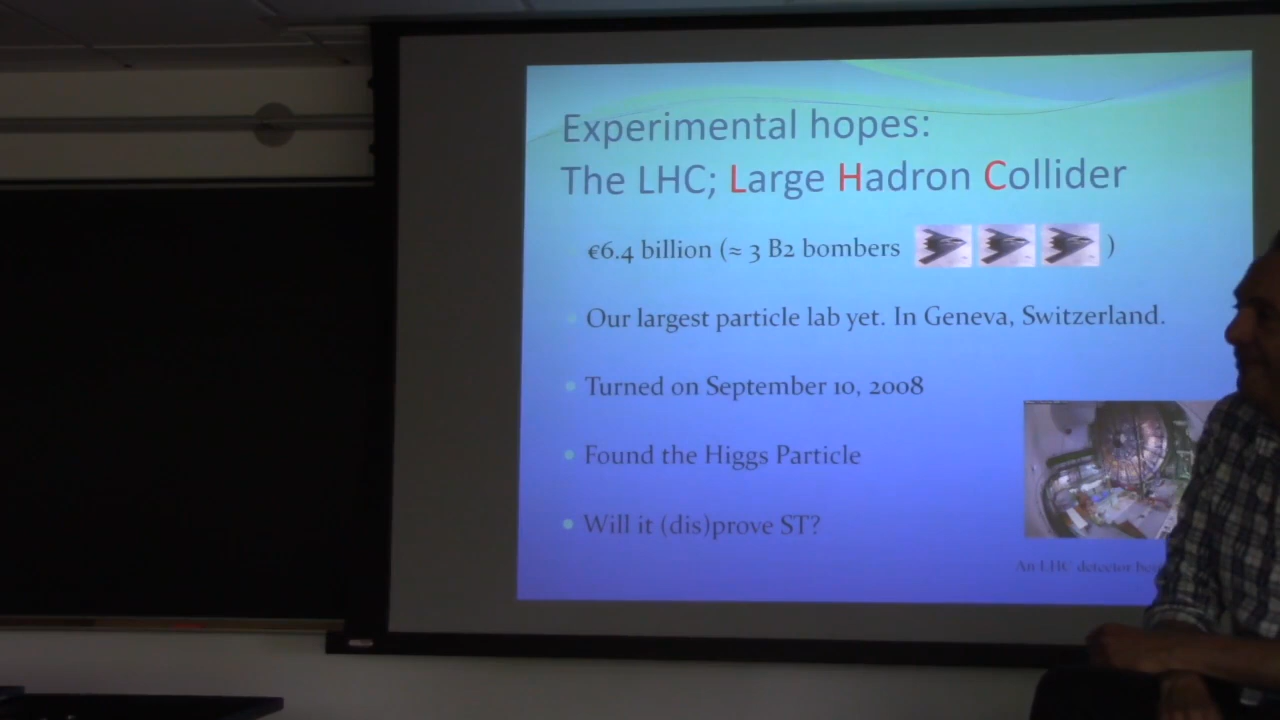 Experimental hopes:
The LHC; Large Hadron Collider
€6.4 billion (≈ 3 B2 bombers )
Our largest particle lab yet. In Geneva, Switzerland.
Turned on September 10, 2008
Found the Higgs Particle
Will it (dis)prove ST?
An LHC detector